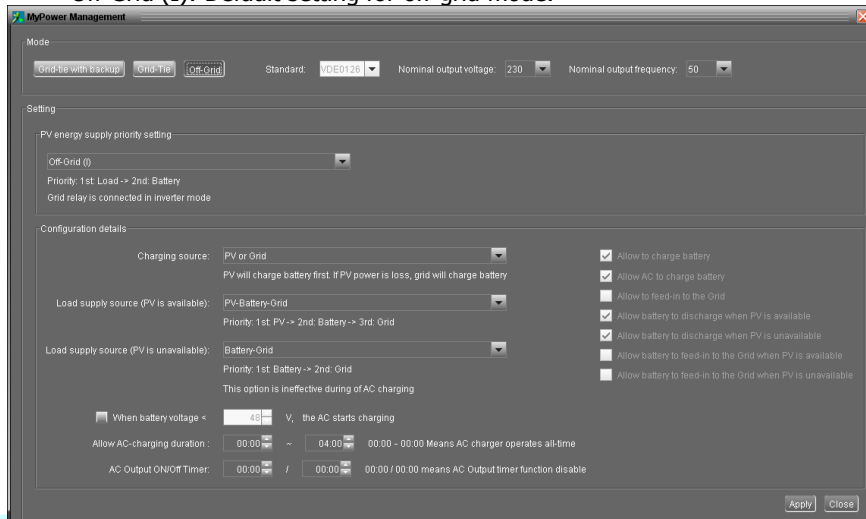 Off-Grid (I): Default setting for off-grid mode.
MyPower Management
Mode
Grid-tie with backup Grid-Tie Off-Grid Standard: VDE0126 Nominal output voltage: 230 Nominal output frequency: 50
Setting
PV energy supply priority setting
Off-Grid (I)
Priority: 1st: Load -> 2nd: Battery
Grid relay is connected in inverter mode
Configuration details
Charging source: PV or Grid
PV will charge battery first. If PV power is loss, grid will charge battery
Load supply source (PV is available): PV-Battery-Grid
Priority: 1st: PV -> 2nd: Battery -> 3rd: Grid
Load supply source (PV is unavailable): Battery-Grid
Priority: 1st: Battery -> 2nd: Grid
This option is ineffective during of AC charging
When battery voltage < 48 V, the AC starts charging
Allow AC-charging duration : 00:00 ~ 04:00 00:00 - 00:00 Means AC charger operates all-time
AC Output ON/Off Timer: 00:00 / 00:00 00:00 / 00:00 means AC Output timer function disable
Allow to charge battery
Allow AC to charge battery
Allow to feed-in to the Grid
Allow battery to discharge when PV is available
Allow battery to discharge when PV is unavailable
Allow battery to feed-in to the Grid when PV is available
Allow battery to feed-in to the Grid when PV is unavailable
Apply Close